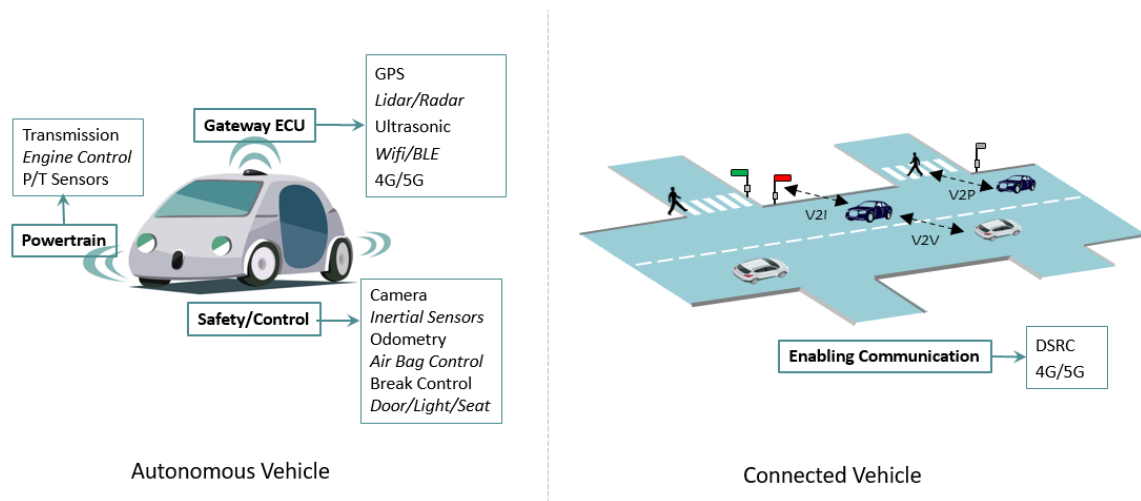 GPS
Lidar/Radar
Ultrasonic
Wifi/BLE
4G/5G
Gateway ECU
Transmission
Engine Control
P/T Sensors
Powertrain
Safety/Control
Camera
Inertial Sensors
Odometry
Air Bag Control
Break Control
Door/Light/Seat
Autonomous Vehicle
V2I
V2P
V2V
Enabling Communication
DSRC
4G/5G
Connected Vehicle